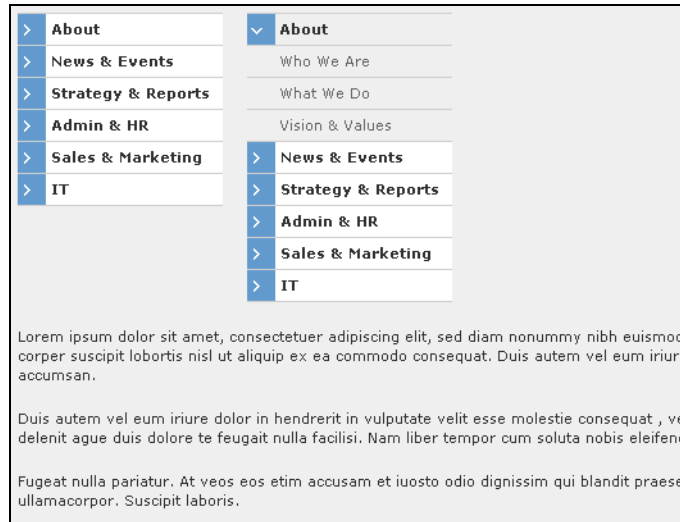 About
News & Events
Strategy & Reports
Admin & HR
Sales & Marketing
IT
About
Who We Are
What We Do
Vision & Values
News & Events
Strategy & Reports
Admin & HR
Sales & Marketing
IT
Lorem ipsum dolor sit amet, consectetuer adipiscing elit, sed diam nonummy nibh euismod
corper suscipit lobortis nisl ut aliquip ex ea commodo consequat. Duis autem vel eum iriur
accumsan.
Duis autem vel eum iriure dolor in hendrerit in vulputate velit esse molestie consequat , ve
delenit ague duis dolore te feugait nulla facilisi. Nam liber tempor cum soluta nobis eleifend
Fugeat nulla pariatur. At veos eos etim accusam et iuosto odio dignissim qui blandit praese
ullamacorpor. Suscipit laboris.